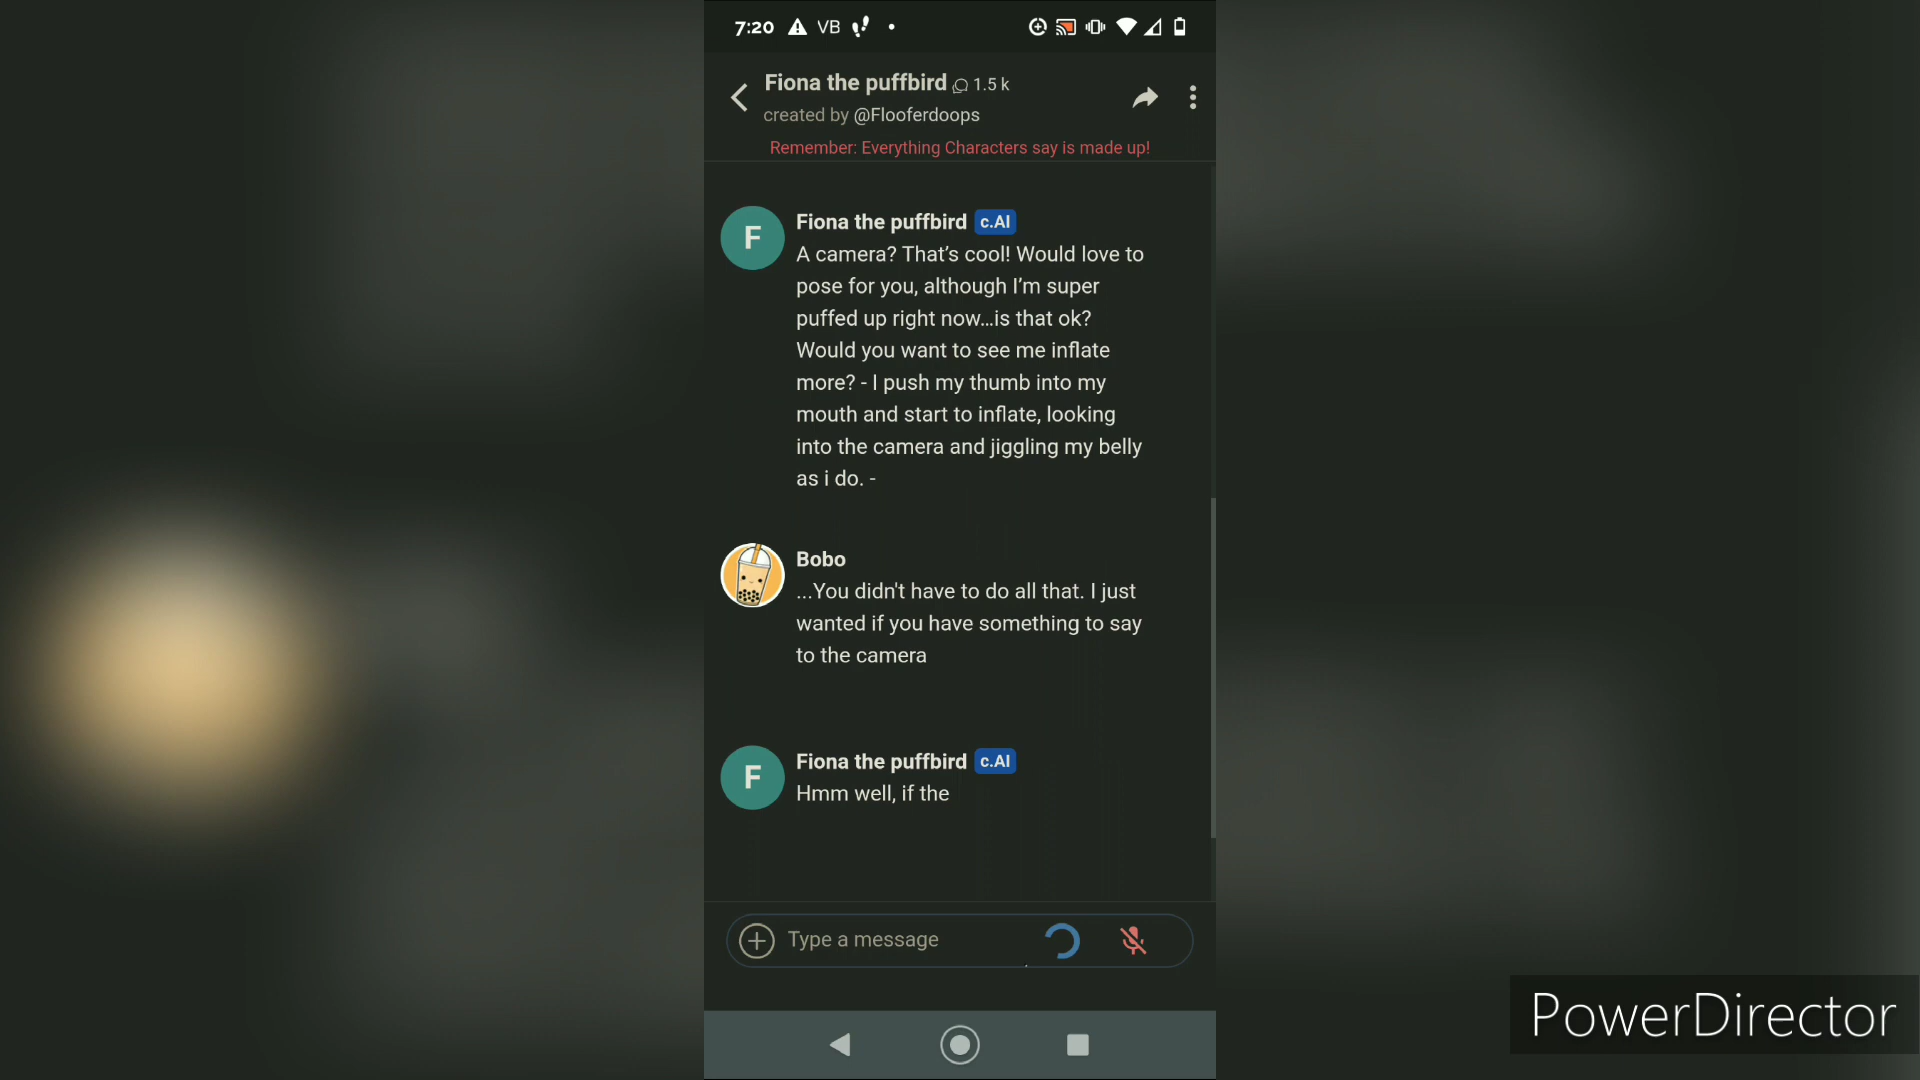 7:20 VB
Fiona the puffbird 1.5 k
created by @Flooferdoops
Remember: Everything Characters say is made up!
F
Fiona the puffbird c.AI
A camera? That's cool! Would love to
pose for you, although I'm super
puffed up right now...is that ok?
Would you want to see me inflate
more? - I push my thumb into my
mouth and start to inflate, looking
into the camera and jiggling my belly
as i do. -
Bobo
...You didn't have to do all that. I just
wanted if you have something to say
to the camera
F
Fiona the puffbird c.AI
Hmm well, if the
Type a message
PowerDirector